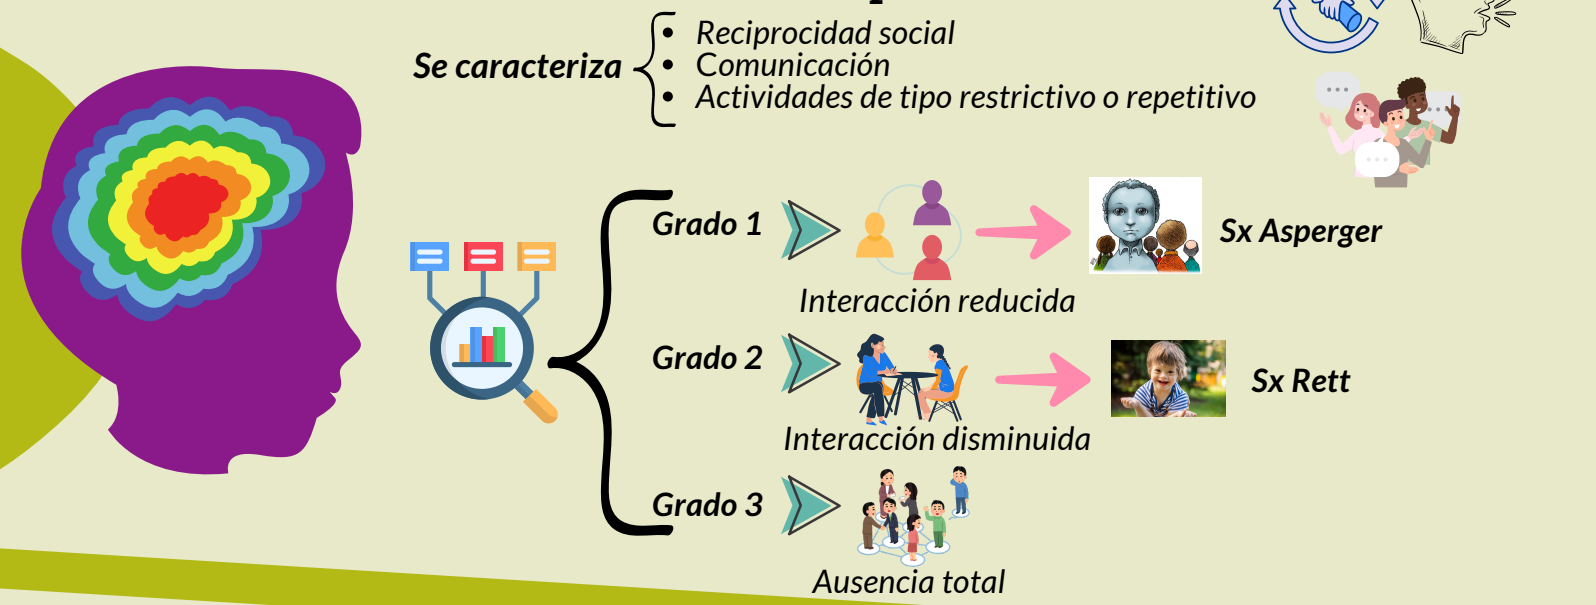 Se caracteriza
• Reciprocidad social
• Comunicación
• Actividades de tipo restrictivo o repetitivo
Grado 1
Sx Asperger
Interacción reducida
Grado 2
Sx Rett
Interacción disminuida
Grado 3
Ausencia total